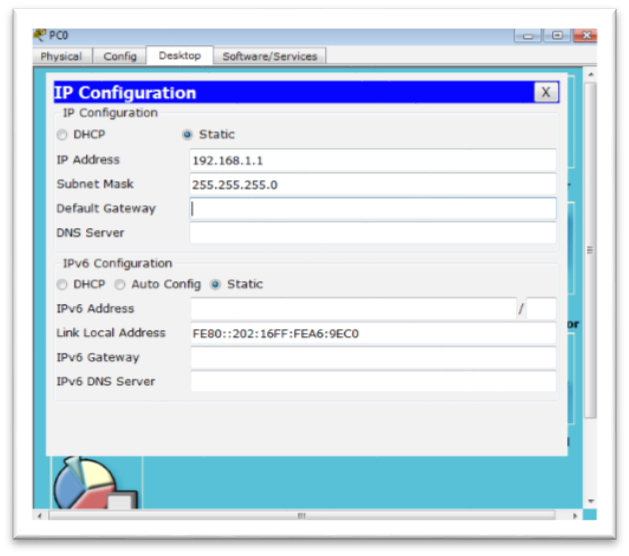 PC0
Physical Config Desktop Software/Services
IP Configuration X
IP Configuration
DHCP Static
IP Address 192.168.1.1
Subnet Mask 255.255.255.0
Default Gateway
DNS Server
IPv6 Configuration
DHCP Auto Config Static
IPv6 Address /
Link Local Address FE80::202:16FF:FEA6:9EC0
IPv6 Gateway
IPv6 DNS Server
or